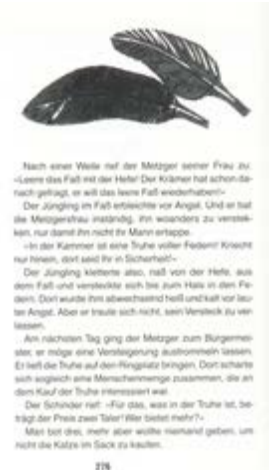 Nach einer Weile rief der Metzger seiner Frau zu:
»Leere das Faß mit der Hefe! Der Krämer hat schon da-
nach gefragt, er will das leere Faß wiederhaben!«
Der Jüngling im Faß erbleichte vor Angst. Und er bat
die Metzgersfrau inständig, ihn woanders zu verstek-
ken, nur damit ihn nicht ihr Mann ertappe.
»In der Kammer ist eine Truhe voller Federn! Kriecht
nur hinein, dort seid Ihr in Sicherheit!«
Der Jüngling kletterte also, naß von der Hefe, aus
dem Faß und versteckte sich bis zum Hals in den Fe-
dern. Dort wurde ihm abwechselnd heiß und kalt vor lau-
ter Angst. Aber er traute sich nicht, sein Versteck zu ver-
lassen.
Am nächsten Tag ging der Metzger zum Bürgermei-
ster, er möge eine Versteigerung austrommeln lassen.
Er ließ die Truhe auf den Ringplatz bringen. Dort scharte
sich sogleich eine Menschenmenge zusammen, die an
dem Kauf der Truhe interessiert war.
Der Schinder rief: »Für das, was in der Truhe ist, be-
trägt der Preis zwei Taler! Wer bietet mehr?«
Man bot drei, mehr aber wollte niemand geben, um
nicht die Katze im Sack zu kaufen.
276